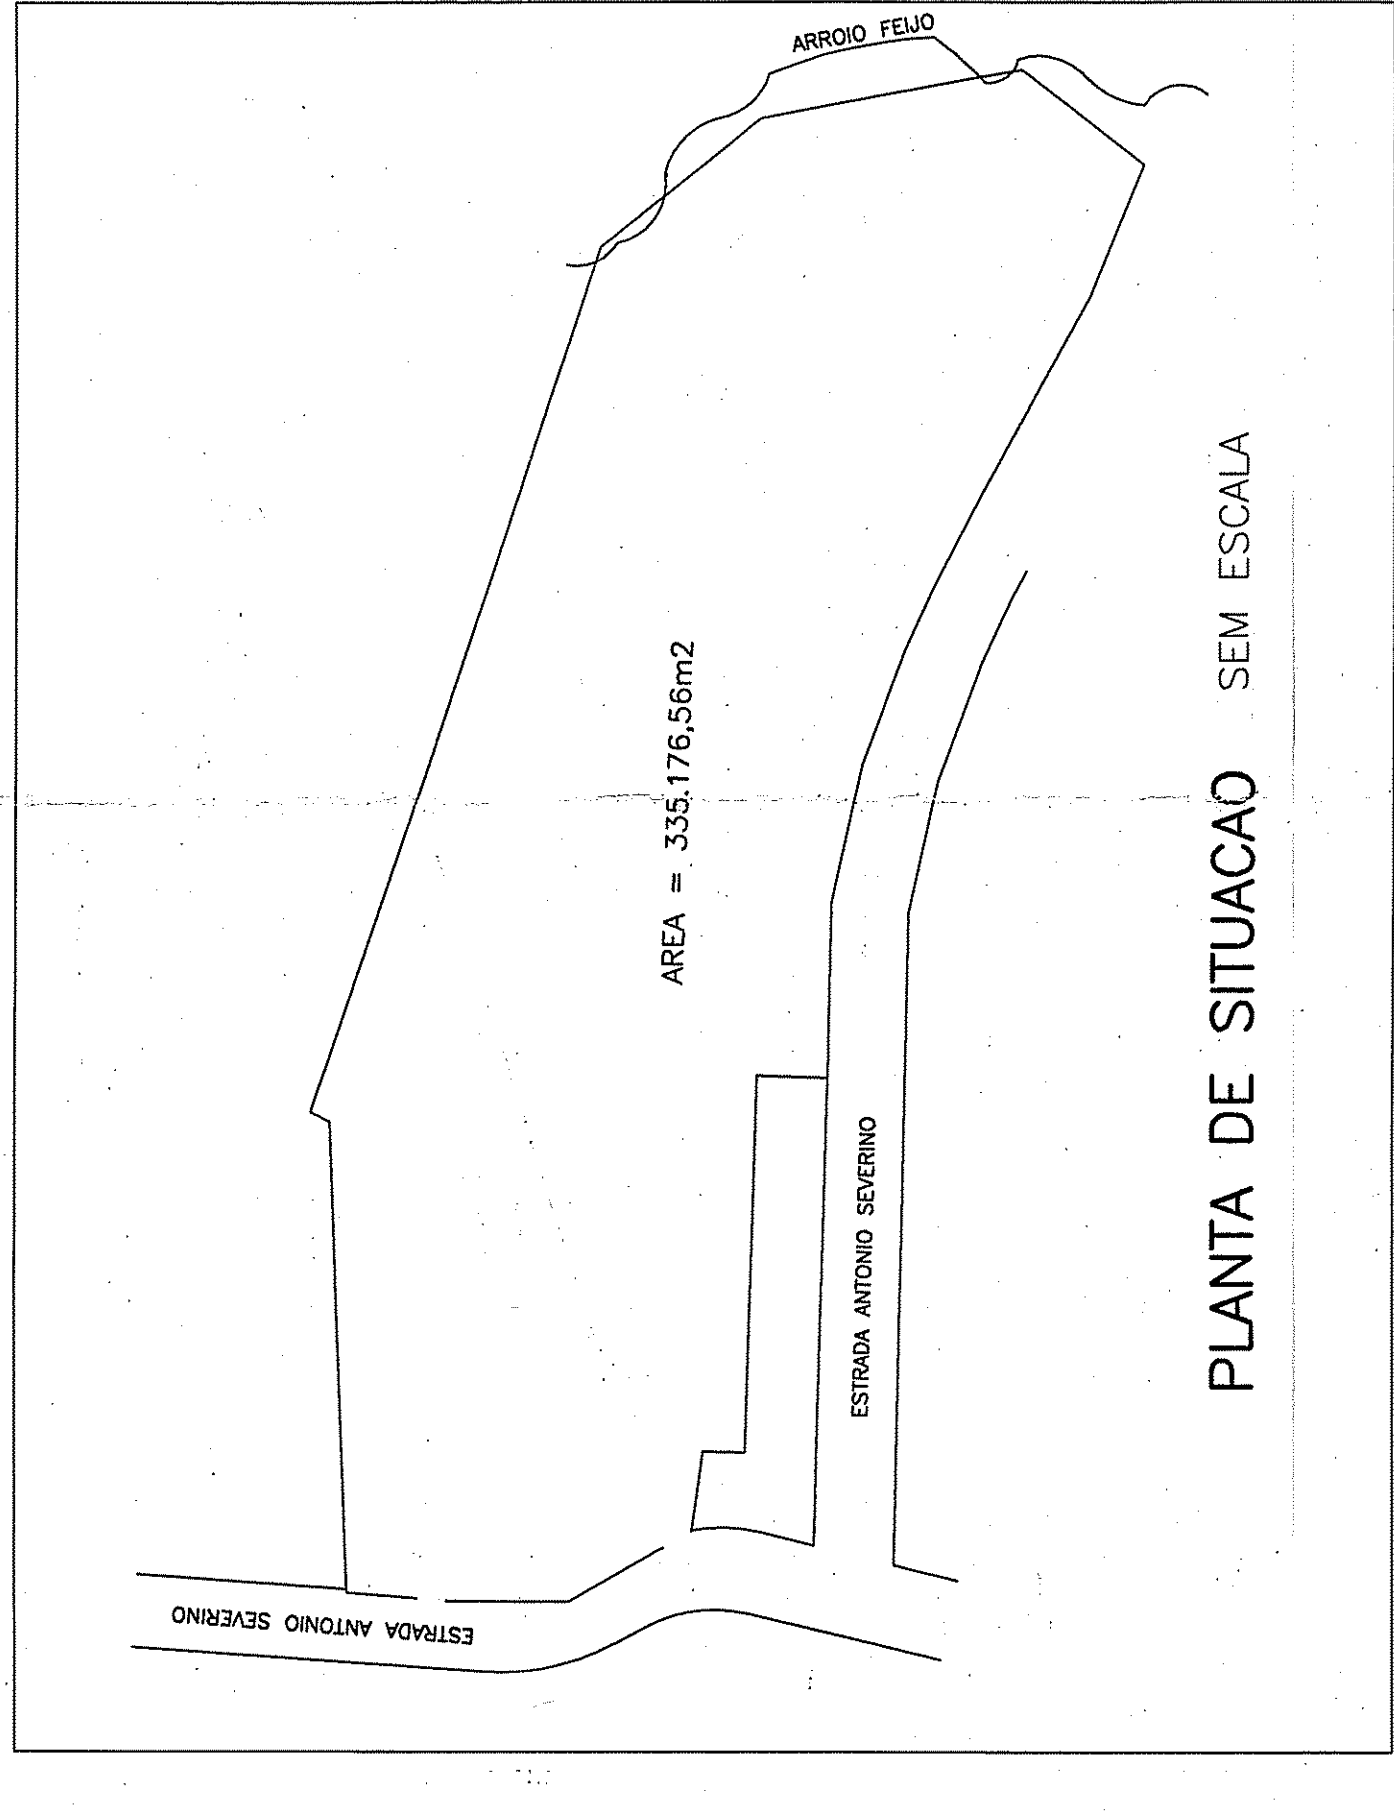 ARROIO FEIJO
AREA = 335.176,56m2
ESTRADA ANTONIO SEVERINO
ESTRADA ANTONIO SEVERINO
PLANTA DE SITUACAO SEM ESCALA